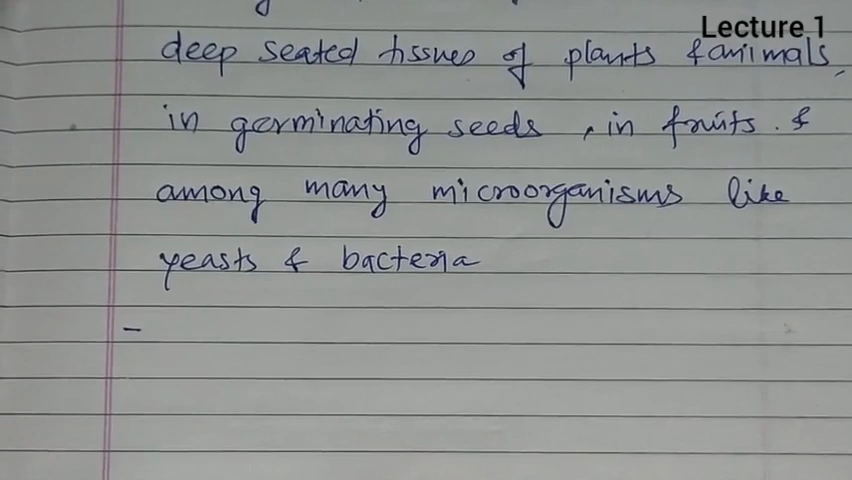 Lecture 1
deep seated tissues of plants & animals,
in germinating seeds , in fruits . &
among many microorganisms like
yeasts & bacteria
-